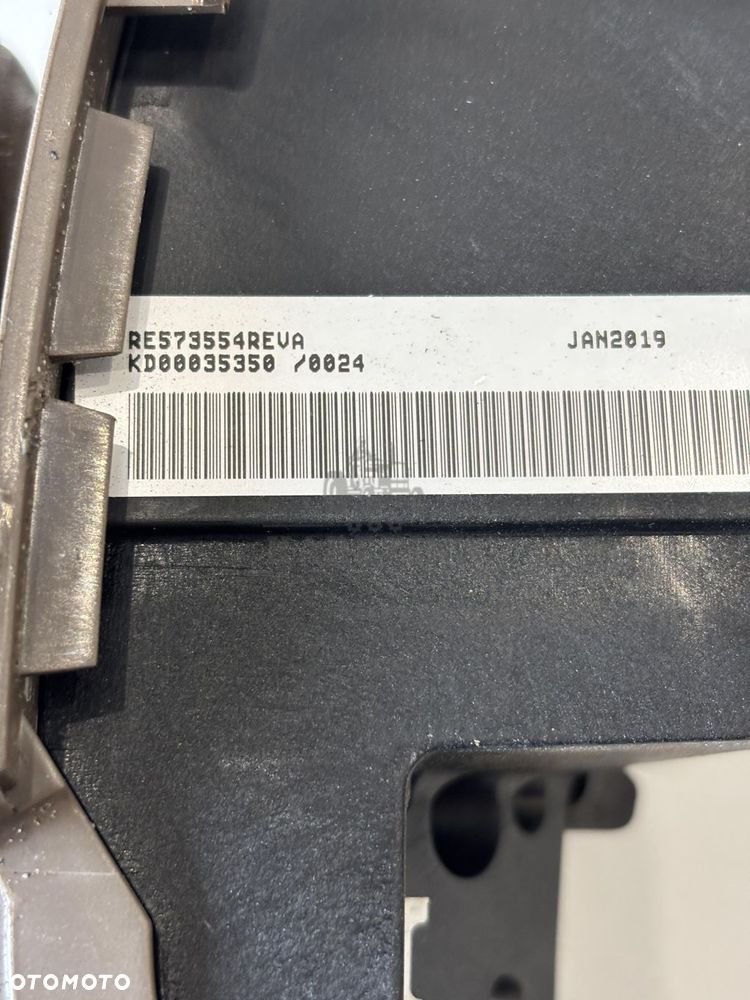 RE573554REVA JAN2019
KD00035350 /0024
OTOMOTO